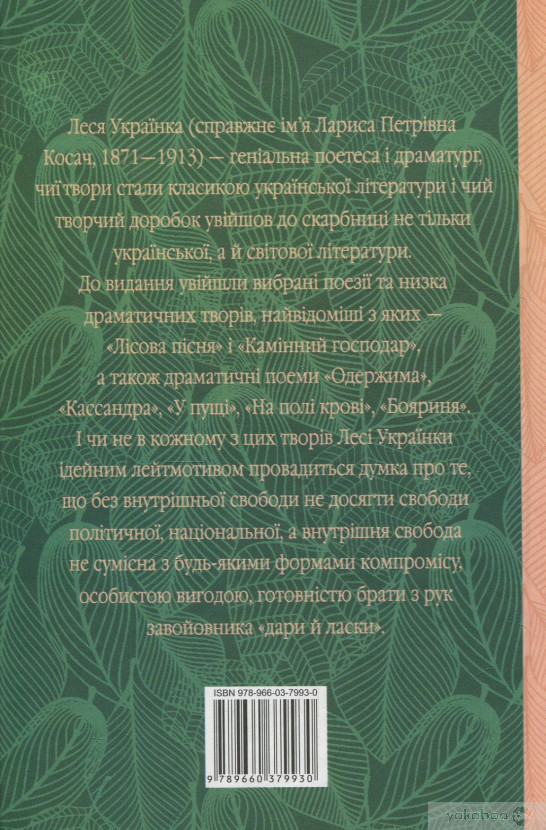 Леся Українка (справжнє ім'я Лариса Петрівна
Косач, 1871—1913) — геніальна поетеса і драматург,
чиї твори стали класикою української літератури і чий
творчий доробок увійшов до скарбниці не тільки
української, а й світової літератури.
До видання увійшли вибрані поезії та низка
драматичних творів, найвідоміші з яких —
«Лісова пісня» і «Камінний господар»,
а також драматичні поеми «Одержима»,
«Кассандра», «У пущі», «На полі крові», «Бояриня».
І чи не в кожному з цих творів Лесі Українки
ідейним лейтмотивом провадиться думка про те,
що без внутрішньої свободи не досягти свободи
політичної, національної, а внутрішня свобода
не сумісна з будь-якими формами компромісу,
особистою вигодою, готовністю брати з рук
завойовника «дари й ласки».
ISBN 978-966-03-7993-0
9 789660 379930